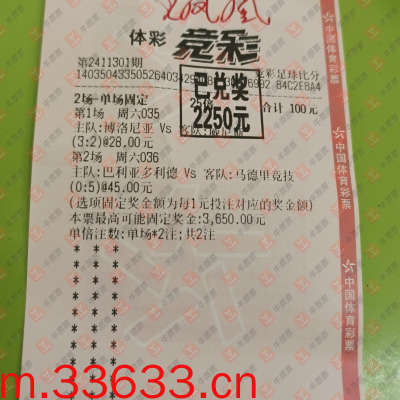 体彩 竞彩
第2411301期 竞彩足球比分
已兑奖
2250元
2场-单场固定 25倍 合计 100元
第1场 周六035
主队:博洛尼亚 Vs 客队:
(3:2)@28.00元
第2场 周六036
主队:巴利亚多利德 Vs 客队:马德里竞技
(0:5)@45.00元
(选项固定奖金额为每1元投注对应的奖金额)
本票最高可能固定奖金:3,650.00元
单倍注数:单场*2注;共2注
* * *
* * *
* * *
* * *
* * *
* * *
* * *
* * *
中国体育彩票
中国体育彩票
中国体育彩票
m.33633.cn